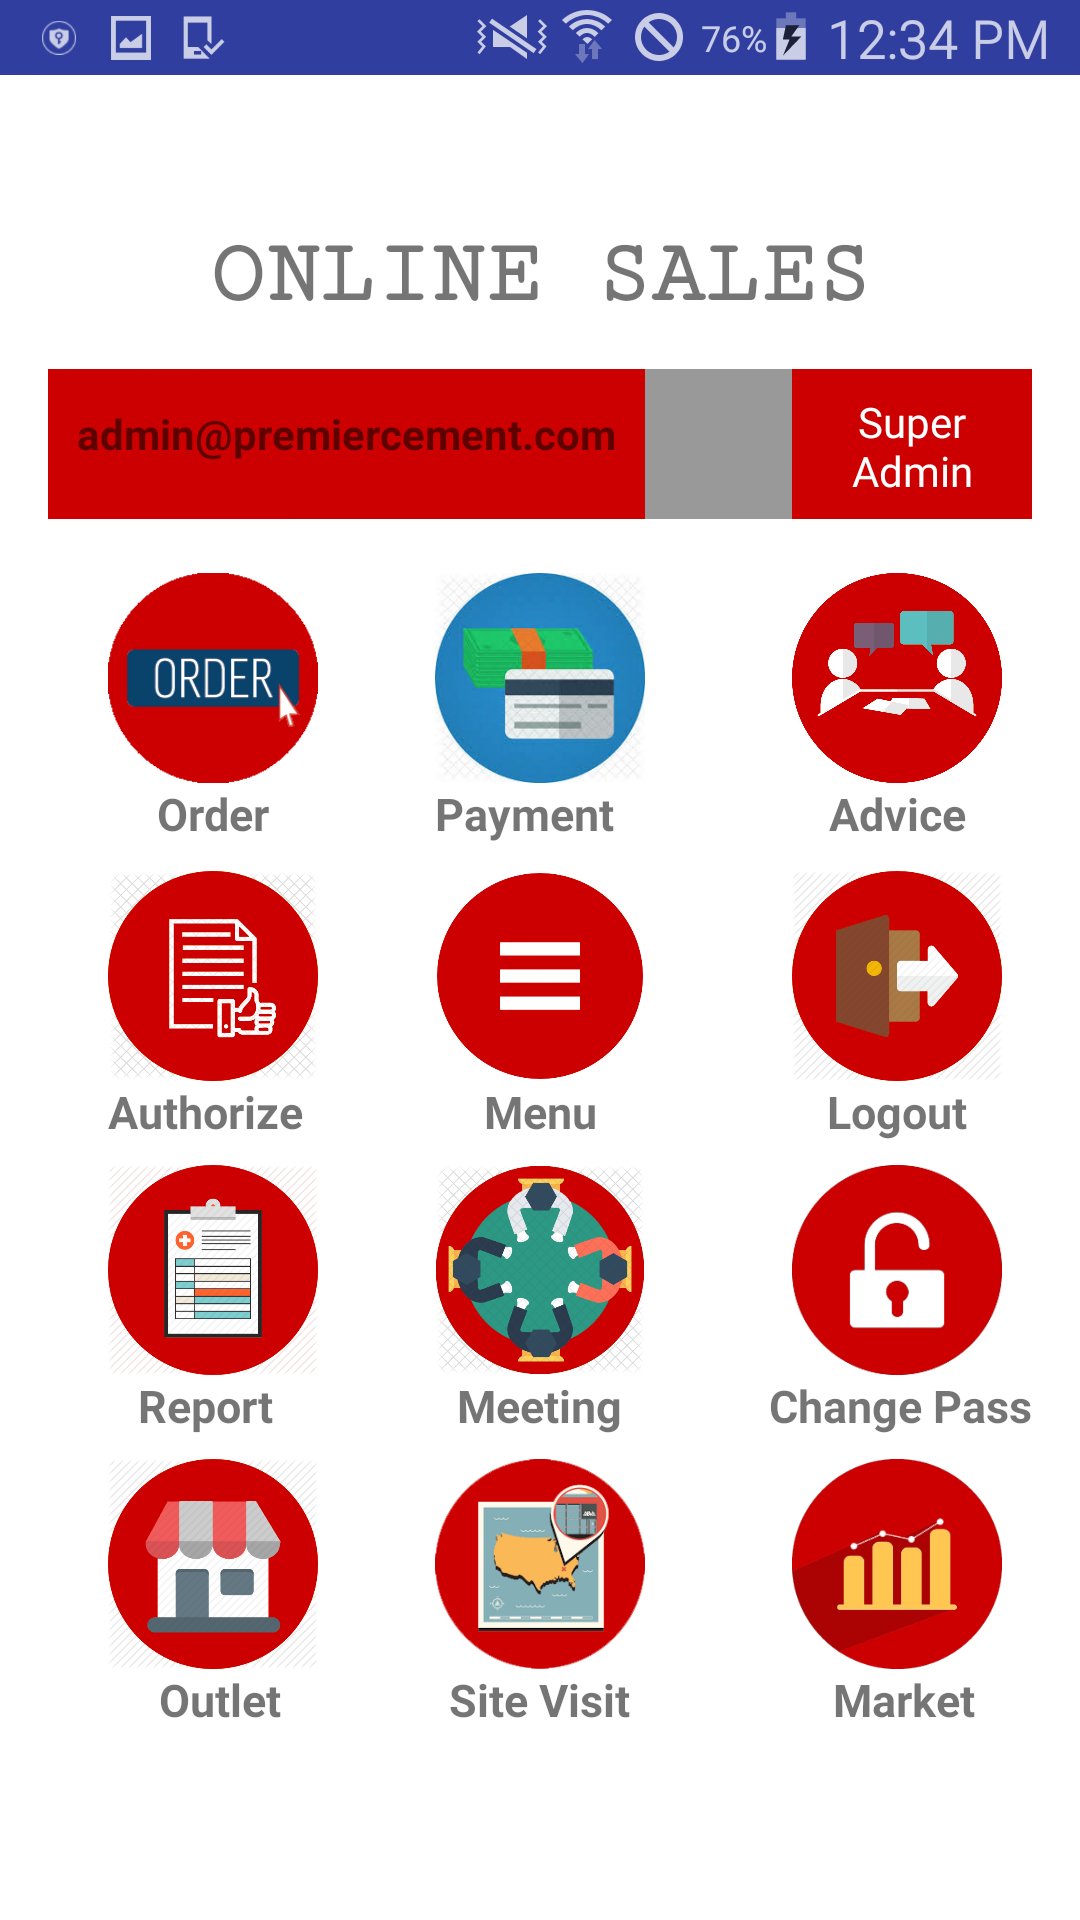 76% 12:34 PM
ONLINE SALES
admin@premiercement.com
Super
Admin
ORDER
Order Payment Advice
Authorize Menu Logout
Report Meeting Change Pass
Outlet Site Visit Market